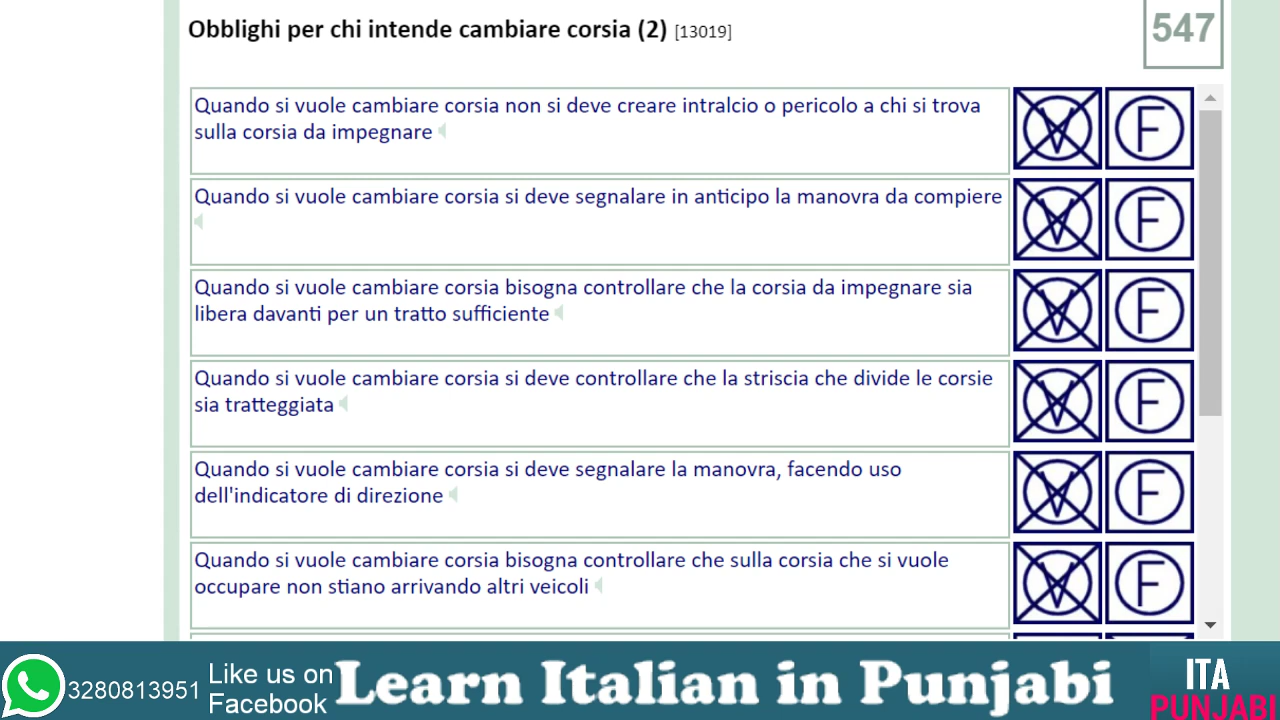 Obblighi per chi intende cambiare corsia (2) [13019]
547
Quando si vuole cambiare corsia non si deve creare intralcio o pericolo a chi si trova
sulla corsia da impegnare
V F
Quando si vuole cambiare corsia si deve segnalare in anticipo la manovra da compiere
V F
Quando si vuole cambiare corsia bisogna controllare che la corsia da impegnare sia
libera davanti per un tratto sufficiente
V F
Quando si vuole cambiare corsia si deve controllare che la striscia che divide le corsie
sia tratteggiata
V F
Quando si vuole cambiare corsia si deve segnalare la manovra, facendo uso
dell'indicatore di direzione
V F
Quando si vuole cambiare corsia bisogna controllare che sulla corsia che si vuole
occupare non stiano arrivando altri veicoli
V F
3280813951
Like us on
Facebook
Learn Italian in Punjabi
ITA
PUNJABI